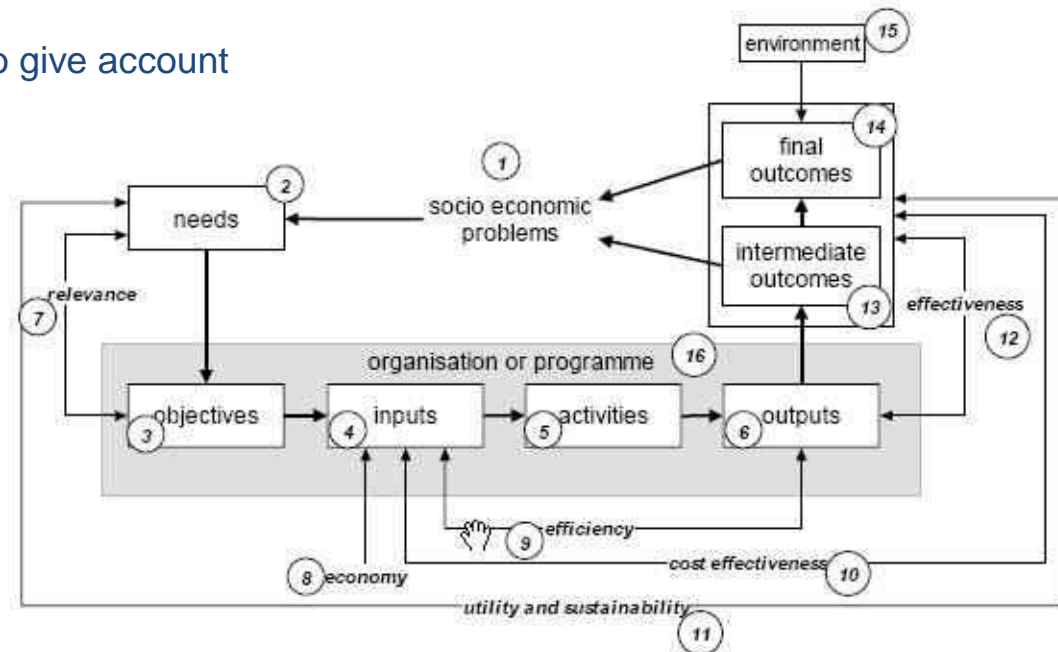 o give account
environment
15
14
final
outcomes
1
2
needs
socio economic
problems
intermediate
outcomes
13
relevance
7
effectiveness
12
organisation or programme
16
objectives
3
inputs
4
activities
5
outputs
6
efficiency
9
cost effectiveness
10
8
economy
utility and sustainability
11